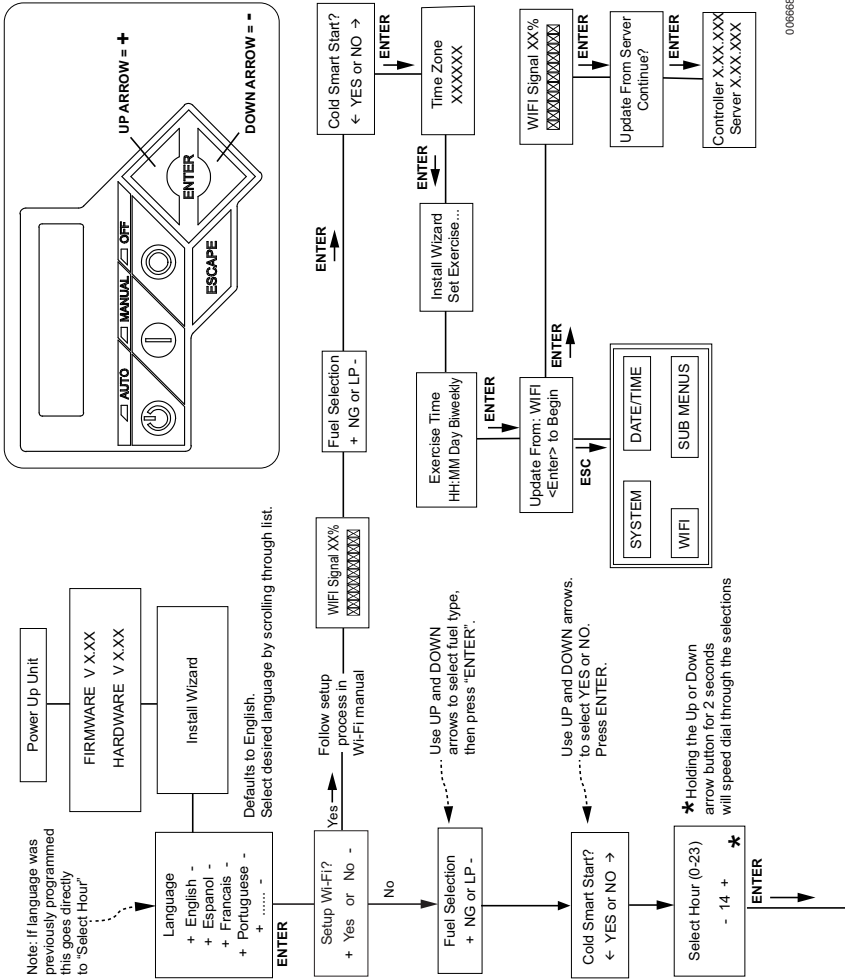 Power Up Unit
FIRMWARE V X.XX
HARDWARE V X.XX
Install Wizard
Note: If language was
previously programmed
this goes directly
to “Select Hour”
Language
+ English -
+ Espanol -
+ Francais -
+ Portuguese -
+ ...... -
Defaults to English.
Select desired language by scrolling through list.
ENTER
Setup Wi-Fi?
+ Yes or No -
Yes
Follow setup
process in
Wi-Fi manual
WIFI Signal XX%
Fuel Selection
+ NG or LP -
ENTER
Cold Smart Start?
← YES or NO →
ENTER
Time Zone
XXXXXX
ENTER
Install Wizard
Set Exercise...
Exercise Time
HH:MM Day Biweekly
ENTER
Update From: WIFI
<Enter> to Begin
ENTER
WIFI Signal XX%
ENTER
Update From Server
Continue?
ENTER
Controller X.XX.XXX
Server X.XX.XXX
ESC
SYSTEM
DATE/TIME
WIFI
SUB MENUS
No
Fuel Selection
+ NG or LP -
Use UP and DOWN
arrows to select fuel type,
then press “ENTER”.
Cold Smart Start?
← YES or NO →
Use UP and DOWN arrows.
to select YES or NO.
Press ENTER.
Select Hour (0-23)
- 14 +
*
* Holding the Up or Down
arrow button for 2 seconds
will speed dial through the selections
ENTER
AUTO
MANUAL
OFF
ESCAPE
ENTER
UP ARROW = +
DOWN ARROW = -